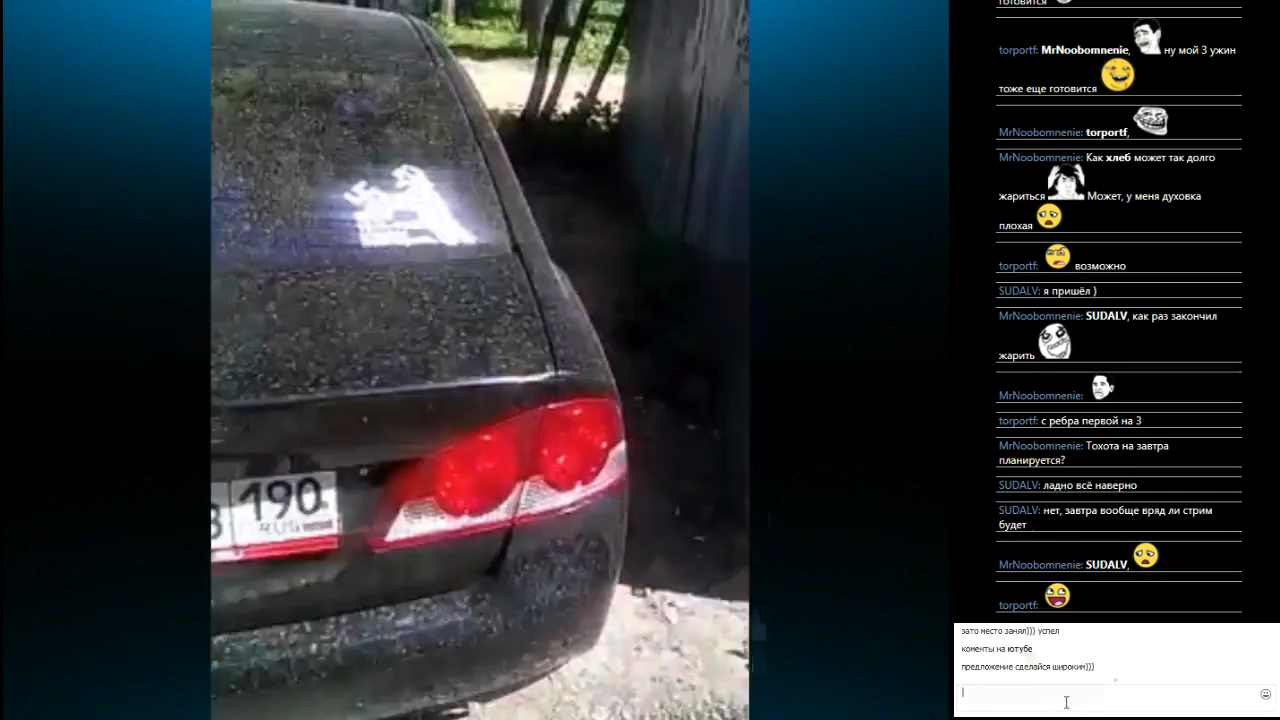 190
RUS
готовится
torportf: MrNoobomnenie, ну мой 3 ужин
тоже еще готовится
MrNoobomnenie: torportf,
MrNoobomnenie: Как хлеб может так долго
жариться Может, у меня духовка
плохая
torportf: возможно
SUDALV: я пришёл )
MrNoobomnenie: SUDALV, как раз закончил
жарить
MrNoobomnenie:
torportf: с ребра первой на 3
MrNoobomnenie: Тохота на завтра
планируется?
SUDALV: ладно всё наверно
SUDALV: нет, завтра вообще вряд ли стрим
будет
MrNoobomnenie: SUDALV,
torportf:
зато место занял))) успел
коменты на ютубе
предложение сделайся широким)))